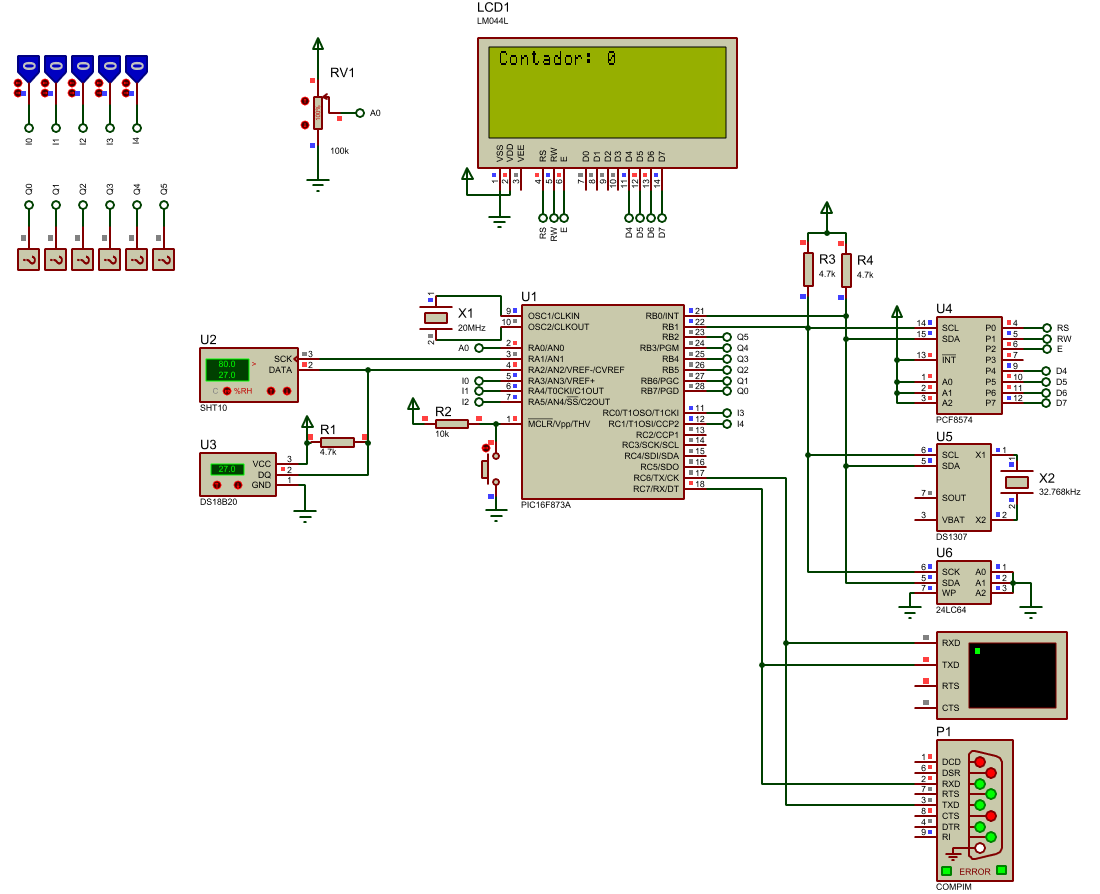 LCD1
LM044L
Contador: 0
VSS VDD VEE RS RW E D0 D1 D2 D3 D4 D5 D6 D7
1 2 3 4 5 6 7 8 9 10 11 12 13 14
RS RW E D4 D5 D6 D7
0 0 0 0 0
I0 I1 I2 I3 I4
Q0 Q1 Q2 Q3 Q4 Q5
? ? ? ? ? ?
RV1
100%
A0
100k
R3
4.7k
R4
4.7k
X1
20MHz
1
2
U1
9 OSC1/CLKIN
10 OSC2/CLKOUT
A0 2 RA0/AN0
3 RA1/AN1
4 RA2/AN2/VREF-/CVREF
I0 5 RA3/AN3/VREF+
I1 6 RA4/T0CKI/C1OUT
I2 7 RA5/AN4/SS/C2OUT
1 MCLR/Vpp/THV
RB0/INT 21
RB1 22
RB2 23 Q5
RB3/PGM 24 Q4
RB4 25 Q3
RB5 26 Q2
RB6/PGC 27 Q1
RB7/PGD 28 Q0
RC0/T1OSO/T1CKI 11 I3
RC1/T1OSI/CCP2 12 I4
RC2/CCP1 13
RC3/SCK/SCL 14
RC4/SDI/SDA 15
RC5/SDO 16
RC6/TX/CK 17
RC7/RX/DT 18
PIC16F873A
U2
80.0 >
27.0
C %RH
SCK 3
DATA 2
SHT10
R1
4.7k
R2
10k
U3
27.0
VCC 3
DQ 2
GND 1
DS18B20
U4
14 SCL P0 4 RS
15 SDA P1 5 RW
P2 6 E
13 INT P3 7
P4 9 D4
1 A0 P5 10 D5
2 A1 P6 11 D6
3 A2 P7 12 D7
PCF8574
U5
6 SCL X1 1
5 SDA
7 SOUT
3 VBAT X2 2
DS1307
1
X2
32.768kHz
2
U6
6 SCK A0 1
5 SDA A1 2
7 WP A2 3
24LC64
RXD
TXD
RTS
CTS
P1
1 DCD
6 DSR
2 RXD
7 RTS
3 TXD
8 CTS
4 DTR
9 RI
ERROR
COMPIM